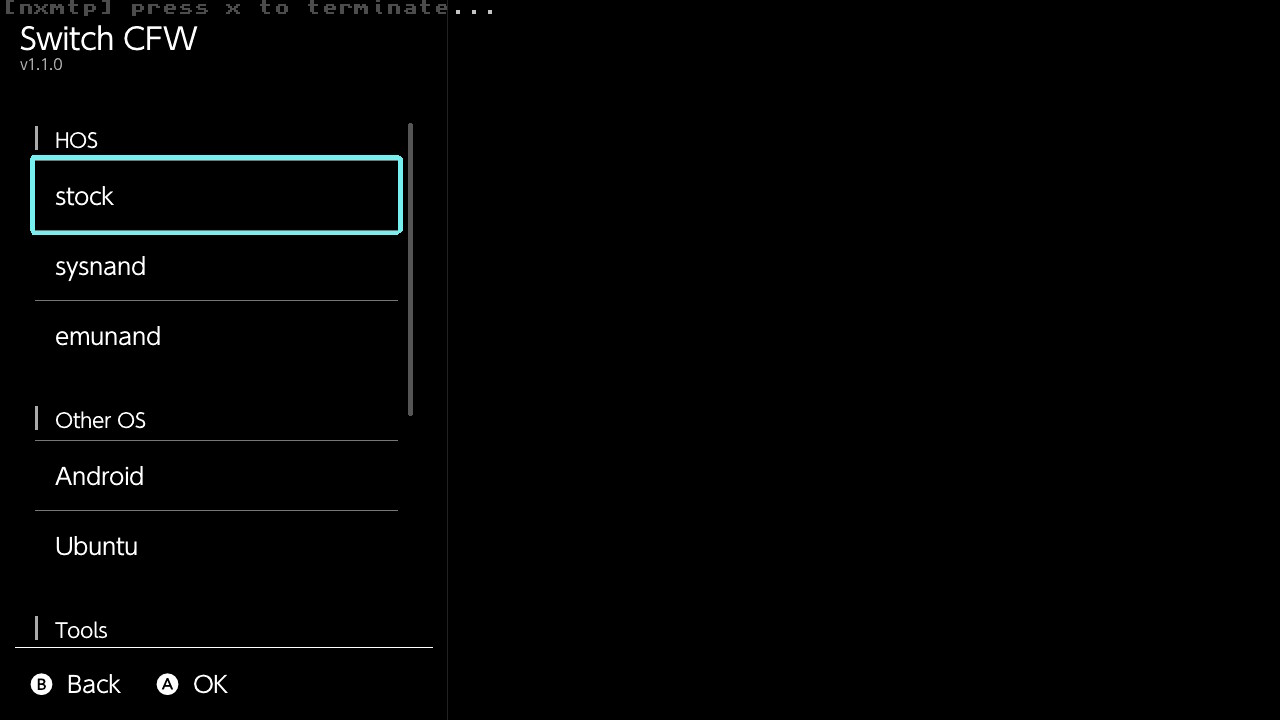 [nxmtp] press x to terminate...
Switch CFW
v1.1.0
HOS
stock
sysnand
emunand
Other OS
Android
Ubuntu
Tools
B Back A OK